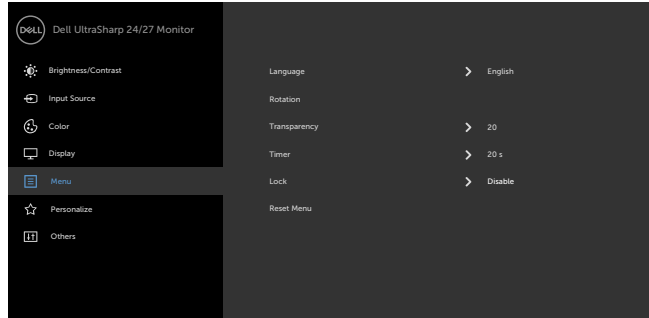 DELL
Dell UltraSharp 24/27 Monitor
Brightness/Contrast
Input Source
Color
Display
Menu
Personalize
Others
Language
English
Rotation
Transparency
20
Timer
20 s
Lock
Disable
Reset Menu